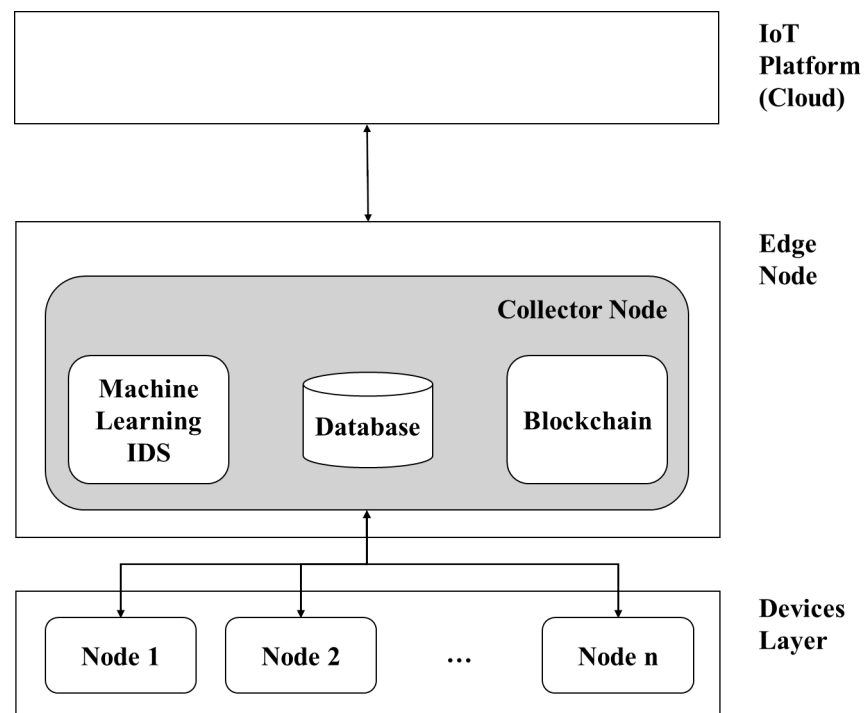 IoT
Platform
(Cloud)
Edge
Node
Collector Node
Machine
Learning
IDS
Database
Blockchain
Devices
Layer
Node 1
Node 2
...
Node n